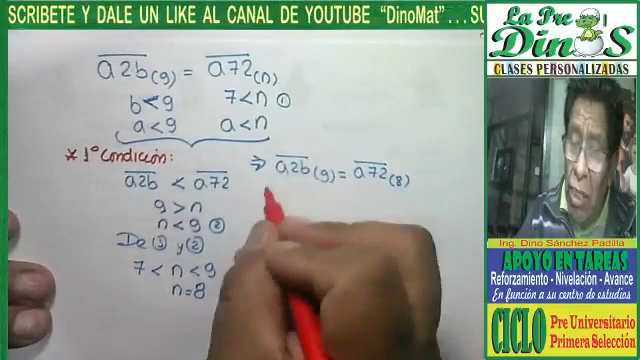 SCRIBETE Y DALE UN LIKE AL CANAL DE YOUTUBE "DinoMat"...SU
La Pre
DinoS
CLASES PERSONALIZADAS
a2b(9) = a72(n)
b<9 7<n ①
a<9 a<n
* 1° Condición:
a2b < a72
9>n
n<9 ②
De ① y ②
7<n<9
n=8
⇒ a2b(9) = a72(8)
Ing. Dino Sánchez Padilla
APOYO EN TAREAS
Reforzamiento - Nivelación - Avance
En función a su centro de estudios
CICLO Pre Universitario
Primera Selección